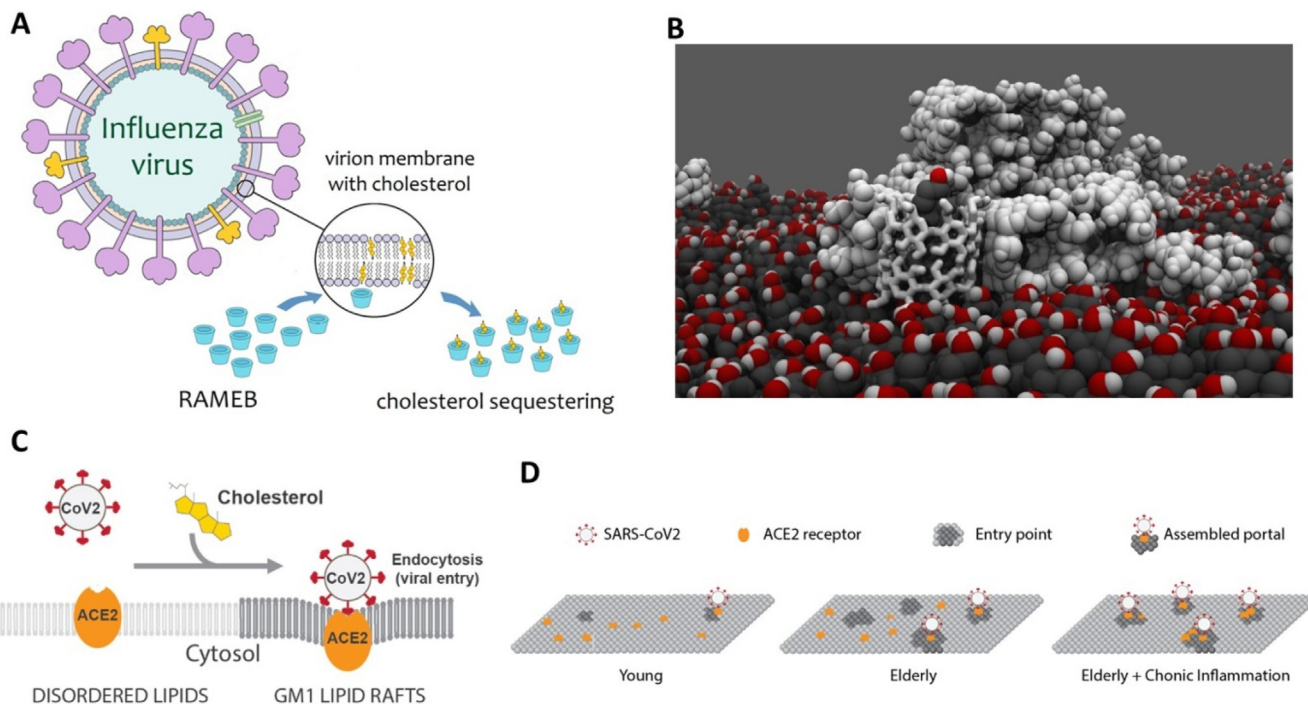 A
Influenza
virus
virion membrane
with cholesterol
RAMEB
cholesterol sequestering
B
C
CoV2
Cholesterol
CoV2
Endocytosis
(viral entry)
ACE2
ACE2
Cytosol
DISORDERED LIPIDS
GM1 LIPID RAFTS
D
SARS-CoV2
ACE2 receptor
Entry point
Assembled portal
Young
Elderly
Elderly + Chonic Inflammation